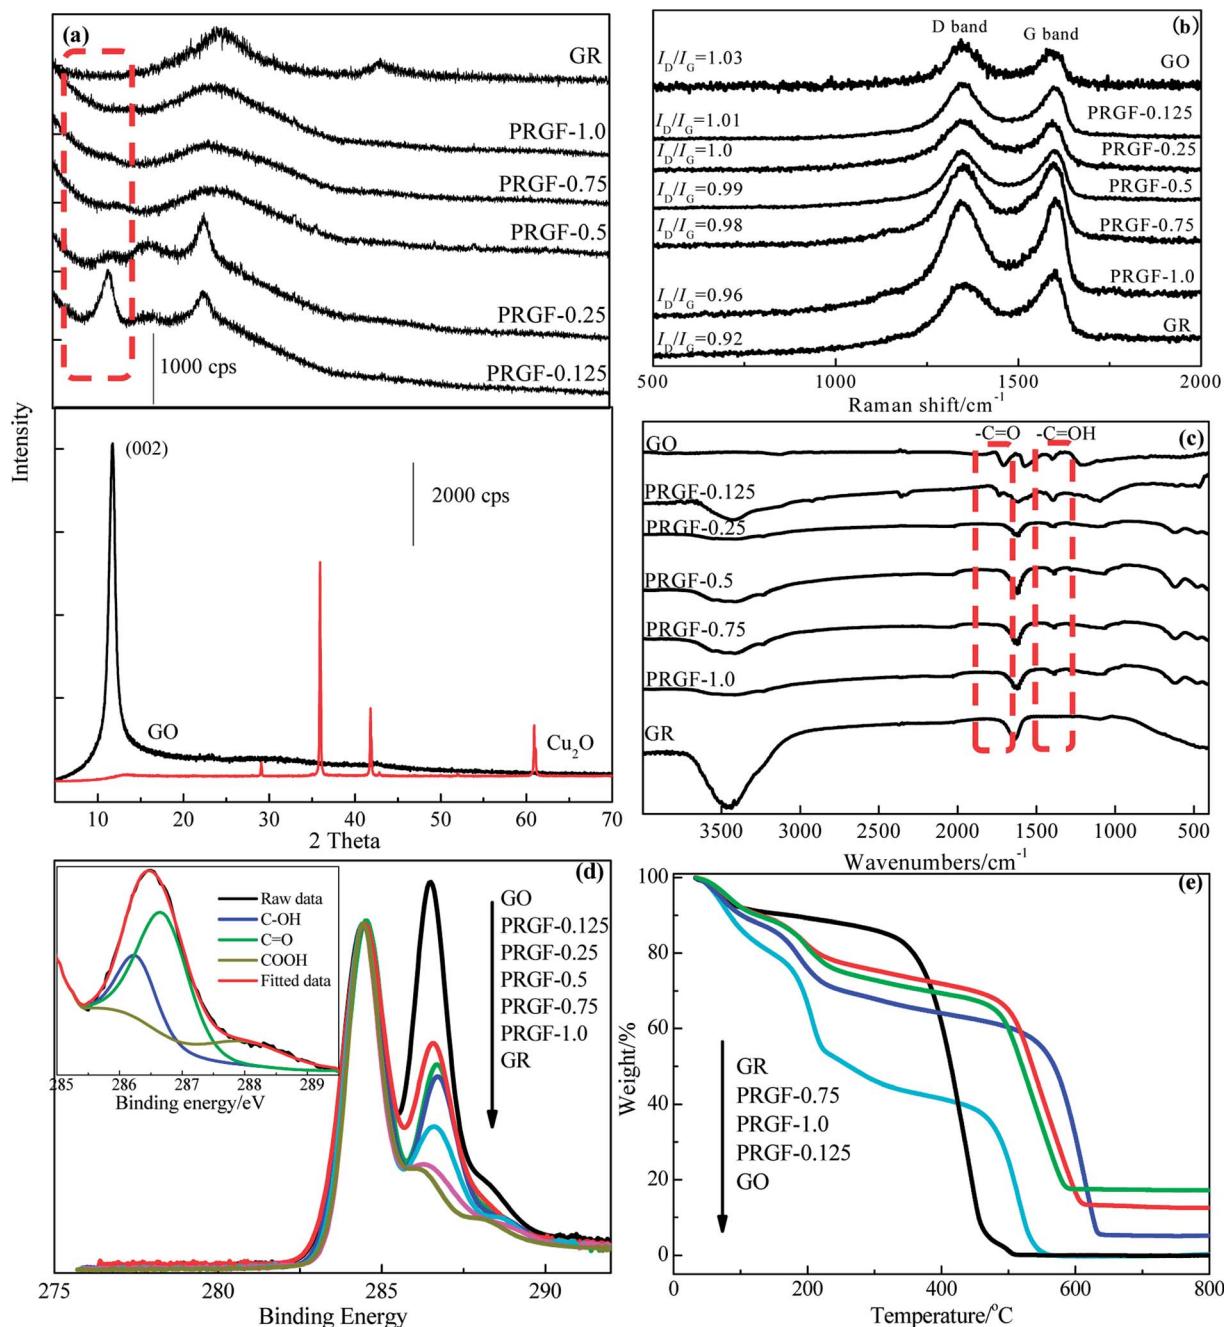 (a)
GR
PRGF-1.0
PRGF-0.75
PRGF-0.5
PRGF-0.25
PRGF-0.125
1000 cps
Intensity
(002)
2000 cps
GO
Cu2O
10 20 30 40 50 60 70
2 Theta
(b)
D band
G band
ID/IG=1.03
GO
ID/IG=1.01
PRGF-0.125
ID/IG=1.0
PRGF-0.25
ID/IG=0.99
PRGF-0.5
ID/IG=0.98
PRGF-0.75
ID/IG=0.96
PRGF-1.0
ID/IG=0.92
GR
500 1000 1500 2000
Raman shift/cm-1
(c)
-C=O -C=OH
GO
PRGF-0.125
PRGF-0.25
PRGF-0.5
PRGF-0.75
PRGF-1.0
GR
3500 3000 2500 2000 1500 1000 500
Wavenumbers/cm-1
(d)
Raw data
C-OH
C=O
COOH
Fitted data
285 286 287 288 289
Binding energy/eV
GO
PRGF-0.125
PRGF-0.25
PRGF-0.5
PRGF-0.75
PRGF-1.0
GR
275 280 285 290
Binding Energy
(e)
100
80
60
40
20
0
Weight/%
GR
PRGF-0.75
PRGF-1.0
PRGF-0.125
GO
0 200 400 600 800
Temperature/°C